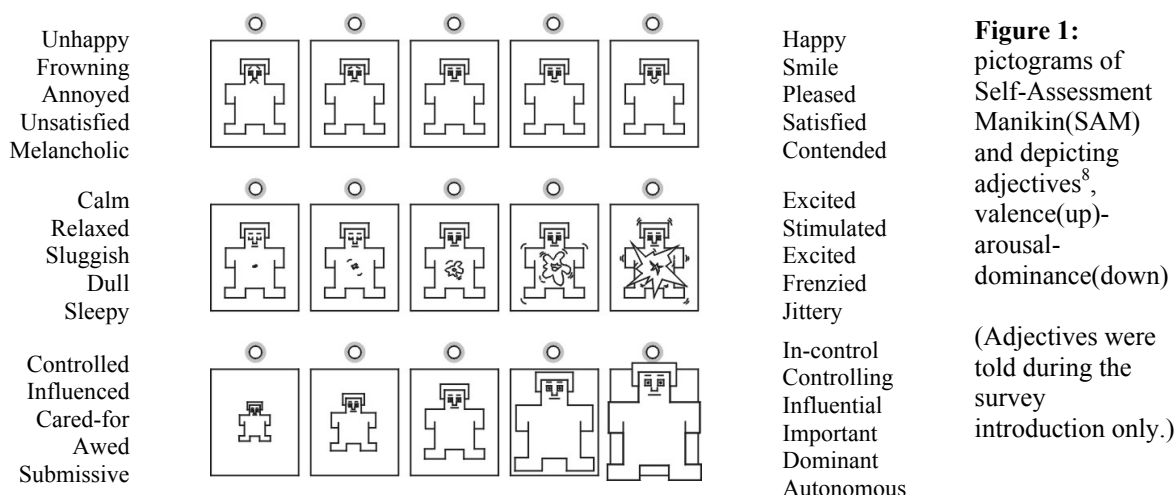 Unhappy
Frowning
Annoyed
Unsatisfied
Melancholic
Happy
Smile
Pleased
Satisfied
Contended
Calm
Relaxed
Sluggish
Dull
Sleepy
Excited
Stimulated
Excited
Frenzied
Jittery
Controlled
Influenced
Cared-for
Awed
Submissive
In-control
Controlling
Influential
Important
Dominant
Autonomous
Figure 1:
pictograms of
Self-Assessment
Manikin(SAM)
and depicting
adjectives⁸,
valence(up)-
arousal-
dominance(down)
(Adjectives were
told during the
survey
introduction only.)